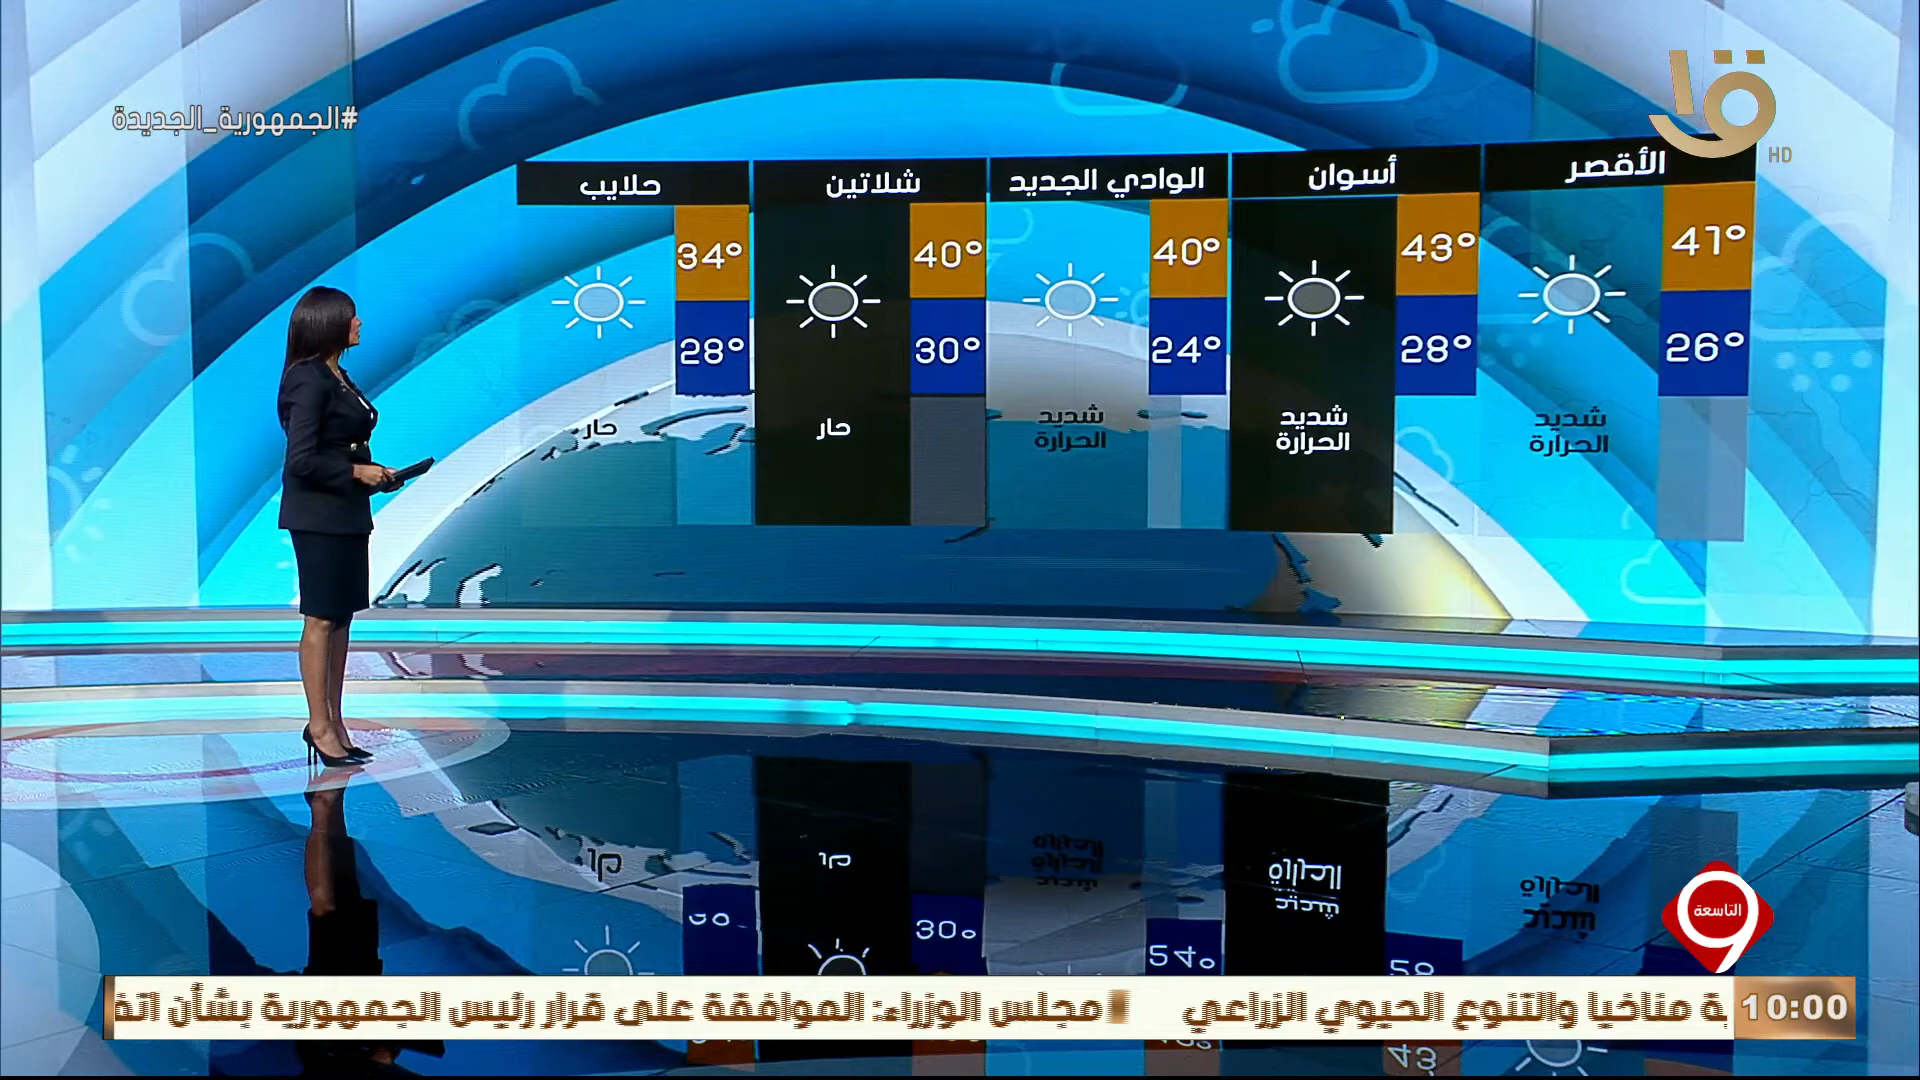 #الجمهورية_الجديدة
HD
الأقصر
41°
26°
شديد
الحرارة
أسوان
43°
28°
شديد
الحرارة
الوادي الجديد
40°
24°
شديد
الحرارة
شلاتين
40°
30°
حار
حلايب
34°
28°
حار
التاسعة
9
10:00
ة مناخيا والتنوع الحيوي الزراعي
مجلس الوزراء: الموافقة على قرار رئيس الجمهورية بشأن